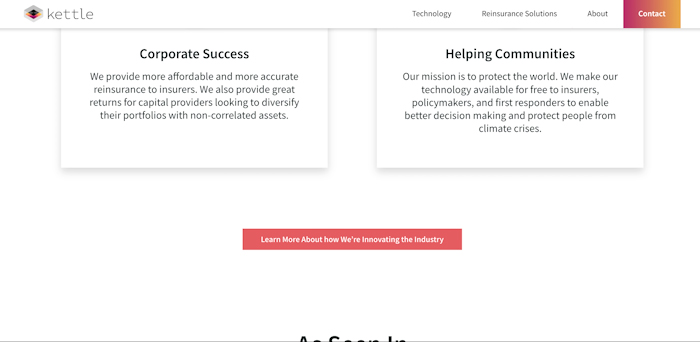 kettle
Technology
Reinsurance Solutions
About
Contact
Corporate Success
We provide more affordable and more accurate
reinsurance to insurers. We also provide great
returns for capital providers looking to diversify
their portfolios with non-correlated assets.
Helping Communities
Our mission is to protect the world. We make our
technology available for free to insurers,
policymakers, and first responders to enable
better decision making and protect people from
climate crises.
Learn More About how We're Innovating the Industry
As Seen In